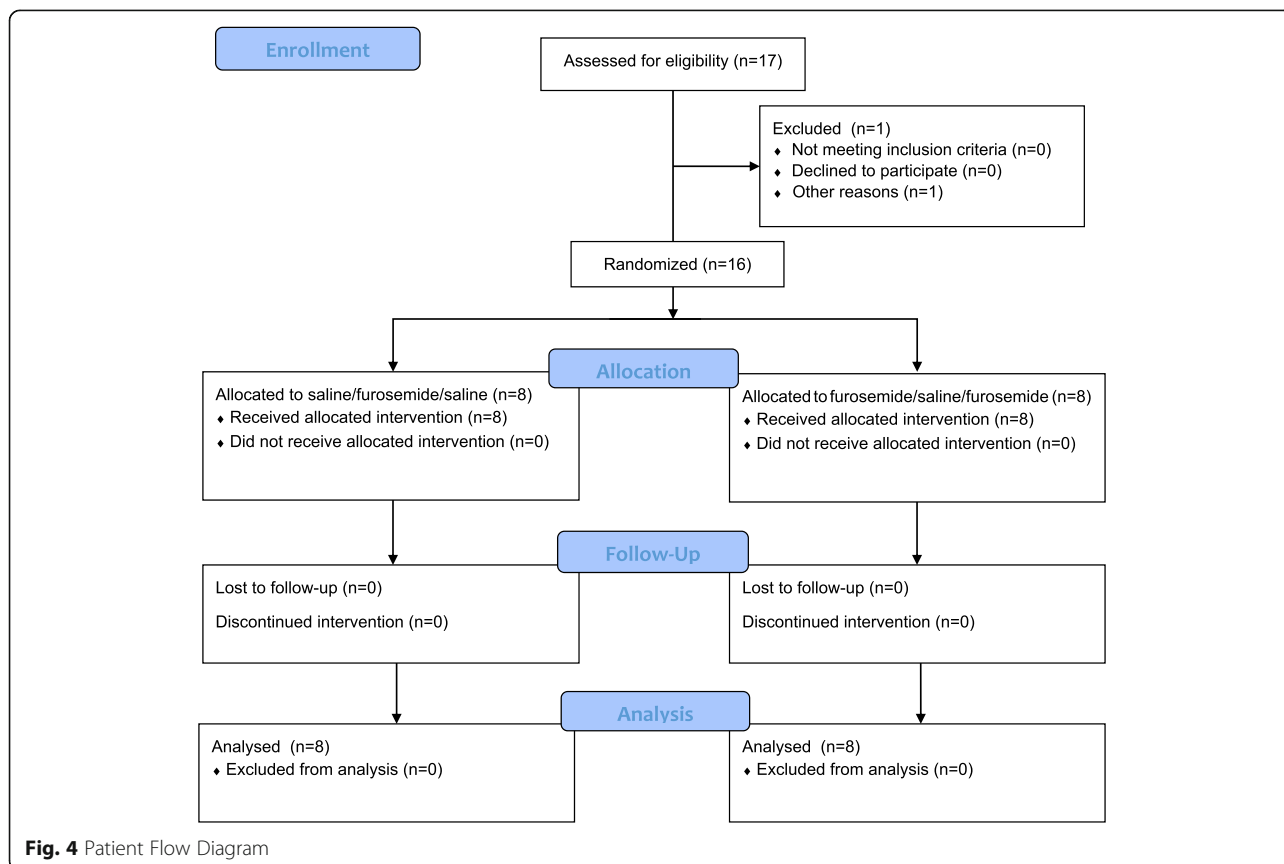 Enrollment
Assessed for eligibility (n=17)
Excluded (n=1)
♦ Not meeting inclusion criteria (n=0)
♦ Declined to participate (n=0)
♦ Other reasons (n=1)
Randomized (n=16)
Allocation
Allocated to saline/furosemide/saline (n=8)
♦ Received allocated intervention (n=8)
♦ Did not receive allocated intervention (n=0)
Allocated to furosemide/saline/furosemide (n=8)
♦ Received allocated intervention (n=8)
♦ Did not receive allocated intervention (n=0)
Follow-Up
Lost to follow-up (n=0)
Discontinued intervention (n=0)
Lost to follow-up (n=0)
Discontinued intervention (n=0)
Analysis
Analysed (n=8)
♦ Excluded from analysis (n=0)
Analysed (n=8)
♦ Excluded from analysis (n=0)
Fig. 4 Patient Flow Diagram